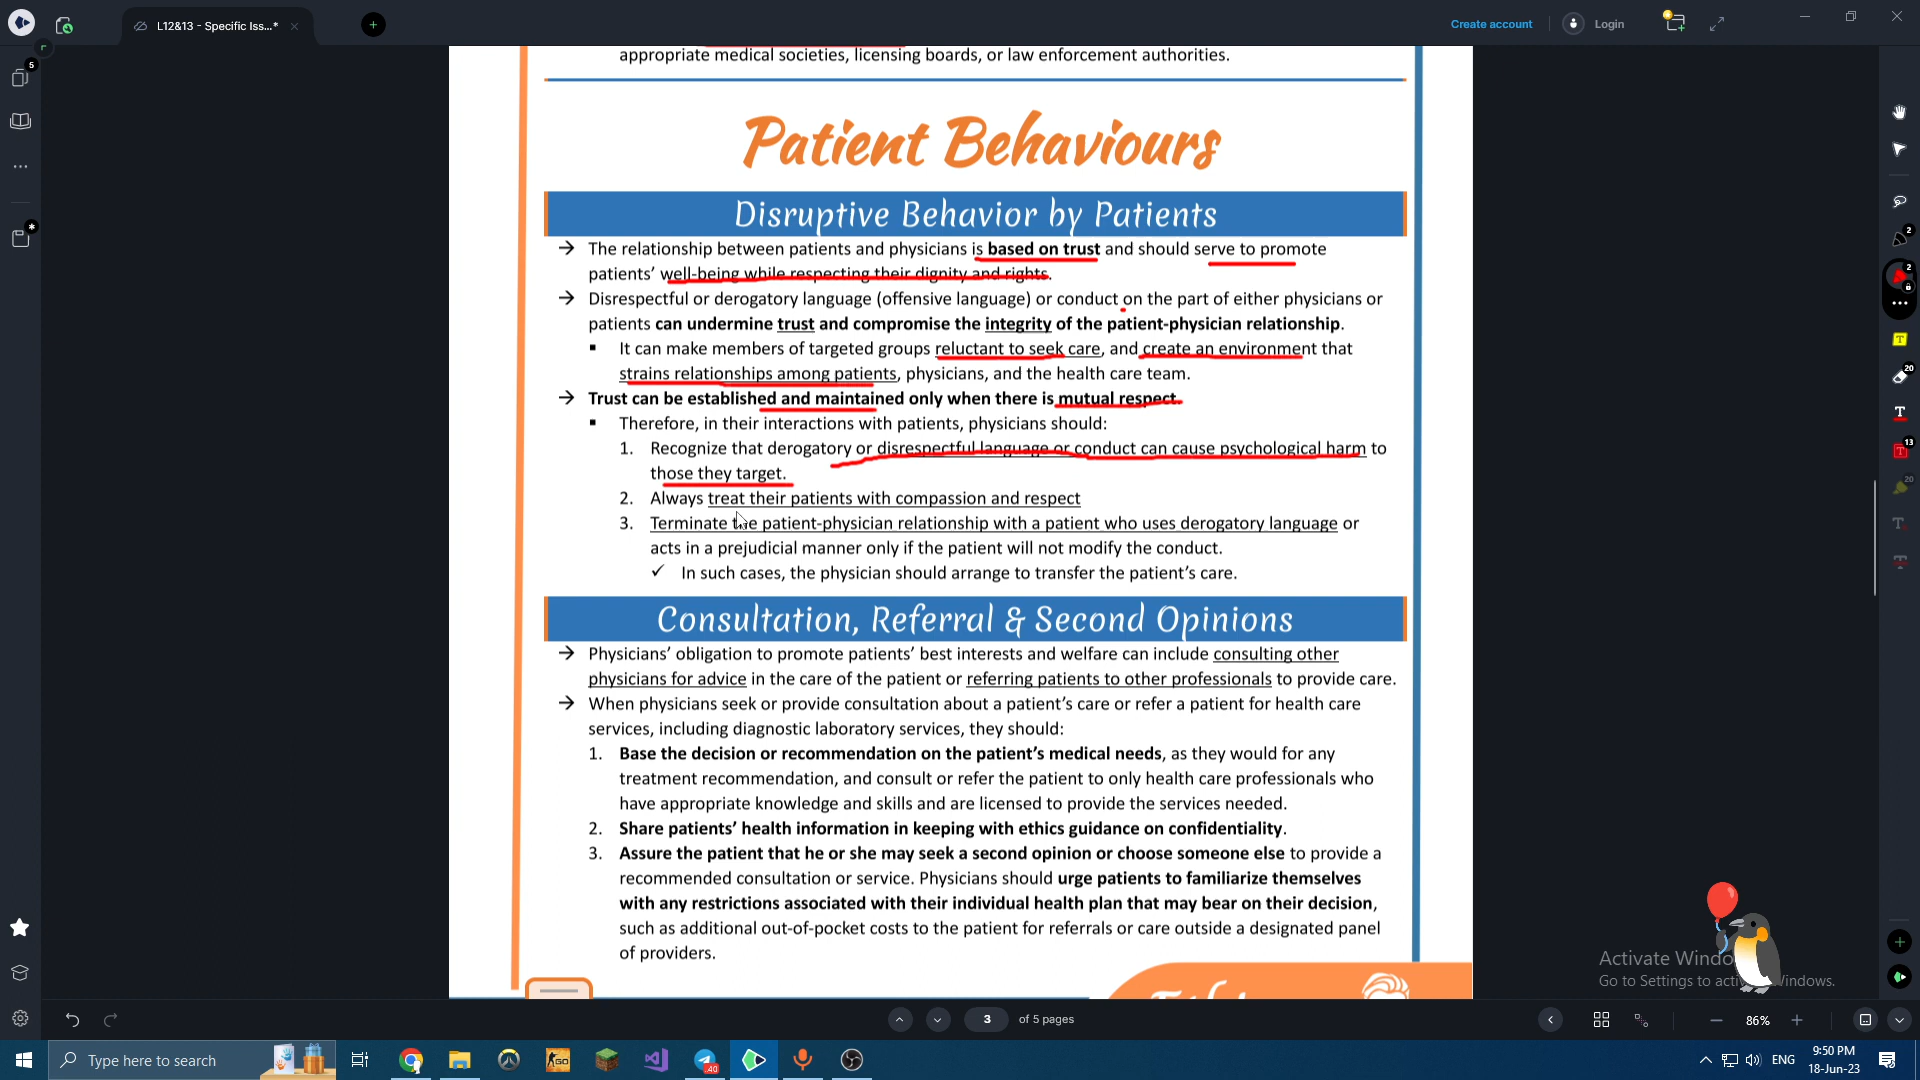 L12&13 - Specific Iss...*
Create account
Login
5
appropriate medical societies, licensing boards, or law enforcement authorities.
Patient Behaviours
Disruptive Behavior by Patients
→ The relationship between patients and physicians is based on trust and should serve to promote
patients’ well-being while respecting their dignity and rights.
→ Disrespectful or derogatory language (offensive language) or conduct on the part of either physicians or
patients can undermine trust and compromise the integrity of the patient-physician relationship.
▪ It can make members of targeted groups reluctant to seek care, and create an environment that
strains relationships among patients, physicians, and the health care team.
→ Trust can be established and maintained only when there is mutual respect.
▪ Therefore, in their interactions with patients, physicians should:
1. Recognize that derogatory or disrespectful language or conduct can cause psychological harm to
those they target.
2. Always treat their patients with compassion and respect
3. Terminate the patient-physician relationship with a patient who uses derogatory language or
acts in a prejudicial manner only if the patient will not modify the conduct.
✓ In such cases, the physician should arrange to transfer the patient’s care.
Consultation, Referral & Second Opinions
→ Physicians’ obligation to promote patients’ best interests and welfare can include consulting other
physicians for advice in the care of the patient or referring patients to other professionals to provide care.
→ When physicians seek or provide consultation about a patient’s care or refer a patient for health care
services, including diagnostic laboratory services, they should:
1. Base the decision or recommendation on the patient’s medical needs, as they would for any
treatment recommendation, and consult or refer the patient to only health care professionals who
have appropriate knowledge and skills and are licensed to provide the services needed.
2. Share patients’ health information in keeping with ethics guidance on confidentiality.
3. Assure the patient that he or she may seek a second opinion or choose someone else to provide a
recommended consultation or service. Physicians should urge patients to familiarize themselves
with any restrictions associated with their individual health plan that may bear on their decision,
such as additional out-of-pocket costs to the patient for referrals or care outside a designated panel
of providers.
2
2
20
13
20
Activate Windo
Go to Settings to acti
indows.
3 of 5 pages
86%
Type here to search
GO
40
ENG
9:50 PM
18-Jun-23